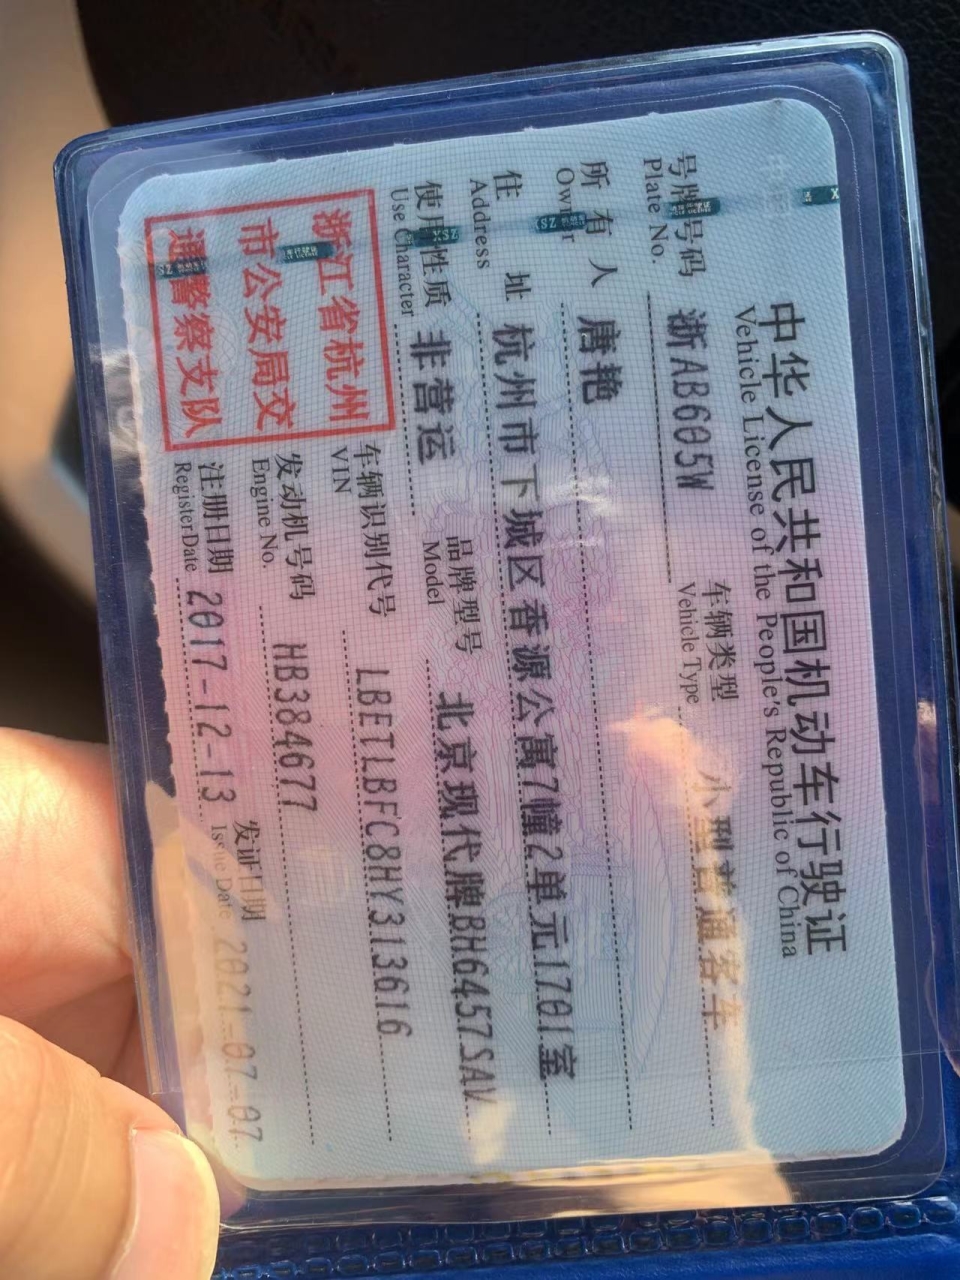 中华人民共和国机动车行驶证
Vehicle License of the People's Republic of China
号牌号码 浙AB605W 车辆类型 小型普通客车
Plate No. Vehicle Type
所有人 唐艳
Owner
住址 杭州市下城区香源公寓7幢2单元1701室
Address
使用性质 非营运 品牌型号 北京现代牌BH6457SAV
Use Character Model
浙江省杭州
市公安局交
通警察支队
车辆识别代号 LBETLBFC8HY313616
VIN
发动机号码 HB384677
Engine No.
注册日期 2017-12-13 发证日期 2021-07-07
Register Date Issue Date